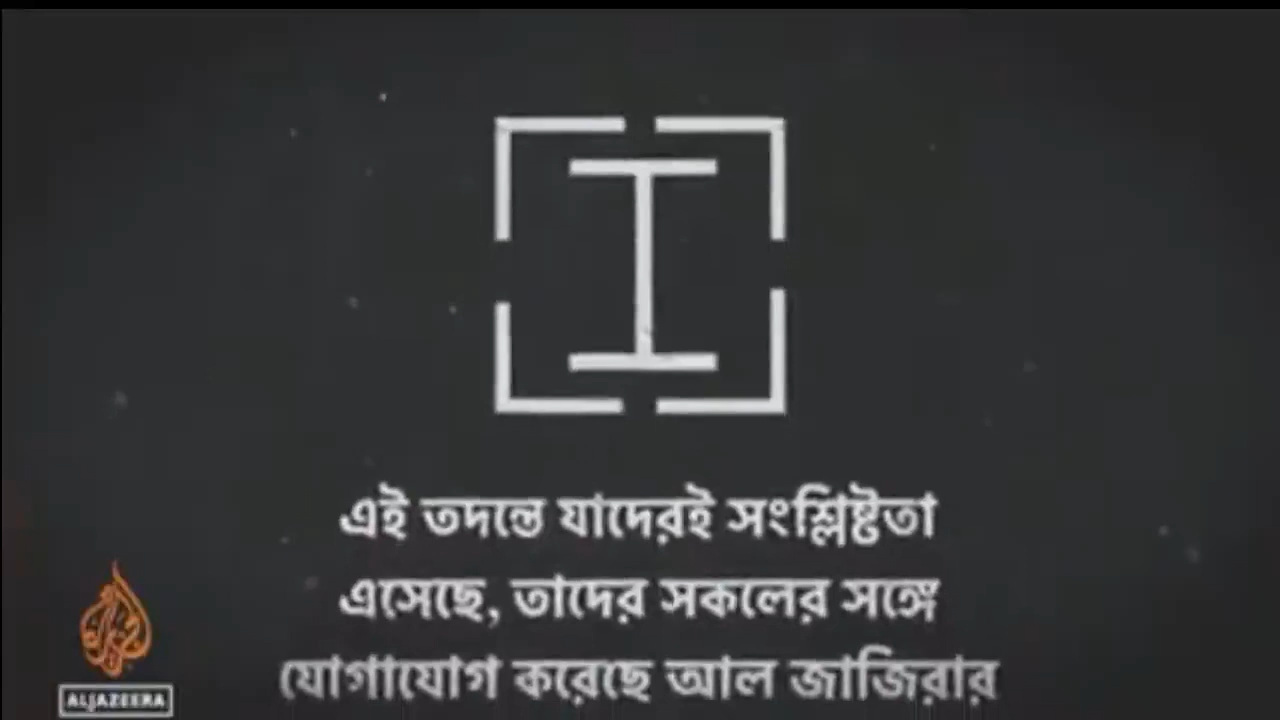 I
এই তদন্তে যাদেরই সংশ্লিষ্টতা
এসেছে, তাদের সকলের সঙ্গে
যোগাযোগ করেছে আল জাজিরার
ALJAZEERA